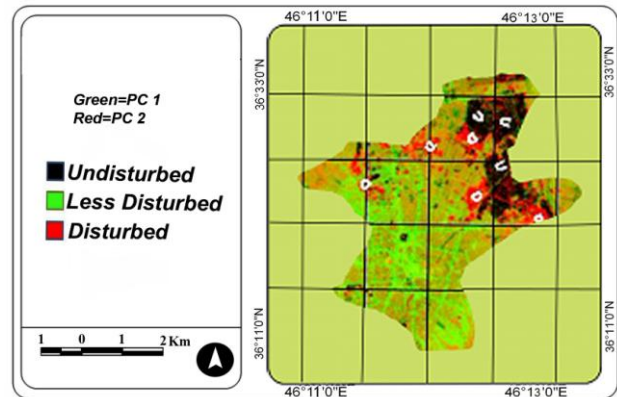 46°11'0"E
46°13'0"E
36°33'0"N
36°33'0"N
Green=PC 1
Red=PC 2
Undisturbed
Less Disturbed
Disturbed
1 0 1 2 Km
36°11'0"N
36°11'0"N
46°11'0"E
46°13'0"E